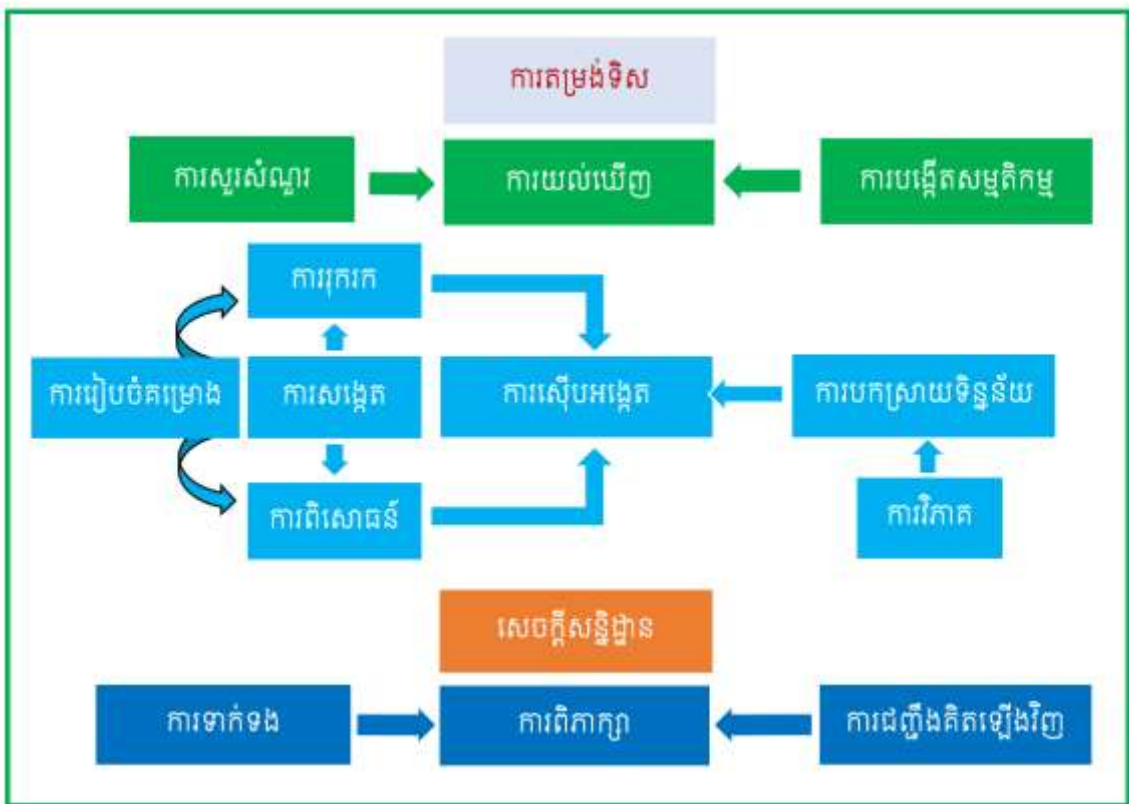 ការតម្រង់ទិស
ការសួរសំណួរ
ការយល់ឃើញ
ការបង្កើតសម្មតិកម្ម
ការរុករក
ការរៀបចំគម្រោង
ការសង្កេត
ការស៊ើបអង្កេត
ការបកស្រាយទិន្នន័យ
ការពិសោធន៍
ការវិភាគ
សេចក្តីសន្និដ្ឋាន
ការទាក់ទង
ការពិភាក្សា
ការជញ្ជឹងគិតឡើងវិញ